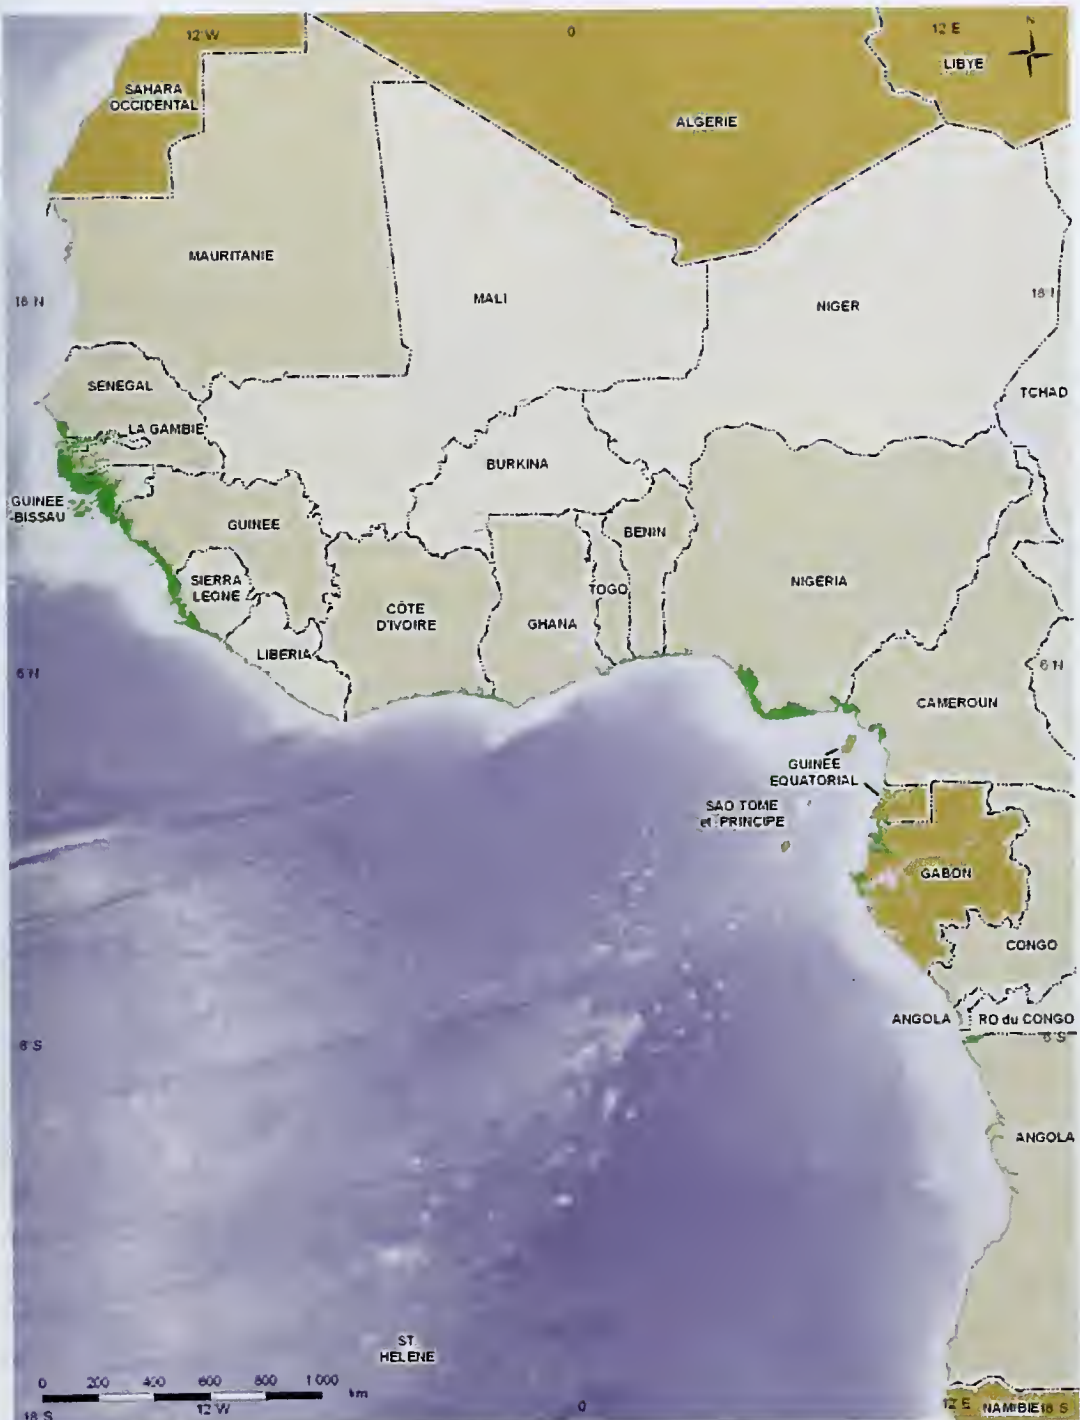 12 W
0
12 E
N
LIBYE
SAHARA
OCCIDENTAL
ALGERIE
MAURITANIE
18 N
MALI
NIGER
SENEGAL
TCHAD
LA GAMBIE
BURKINA
GUINEE
-BISSAU
GUINEE
BENIN
SIERRA
LEONE
TOGO
NIGERIA
CÔTE
D'IVOIRE
GHANA
LIBERIA
6 N
6 N
CAMEROUN
GUINEE
EQUATORIAL
SAO TOME
et PRINCIPE
GABON
CONGO
ANGOLA
RD du CONGO
6 S
6 S
ANGOLA
ST
HELENE
0 200 400 600 800 1 000
km
18 S
12 W
0
12 E
NAMIBIE
18 S